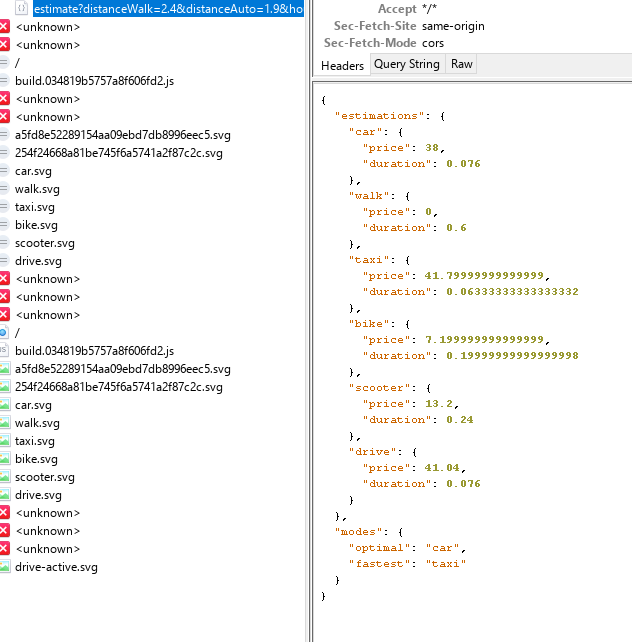 estimate?distanceWalk=2.4&distanceAuto=1.9&ho
<unknown>
<unknown>
/
build.034819b5757a8f606fd2.js
<unknown>
<unknown>
a5fd8e52289154aa09ebd7db8996eec5.svg
254f24668a81be745f6a5741a2f87c2c.svg
car.svg
walk.svg
taxi.svg
bike.svg
scooter.svg
drive.svg
<unknown>
<unknown>
<unknown>
/
build.034819b5757a8f606fd2.js
a5fd8e52289154aa09ebd7db8996eec5.svg
254f24668a81be745f6a5741a2f87c2c.svg
car.svg
walk.svg
taxi.svg
bike.svg
scooter.svg
drive.svg
<unknown>
<unknown>
<unknown>
drive-active.svg
Accept */*
Sec-Fetch-Site same-origin
Sec-Fetch-Mode cors
Headers Query String Raw
{
"estimations": {
"car": {
"price": 38,
"duration": 0.076
},
"walk": {
"price": 0,
"duration": 0.6
},
"taxi": {
"price": 41.79999999999999,
"duration": 0.06333333333333332
},
"bike": {
"price": 7.199999999999999,
"duration": 0.19999999999999998
},
"scooter": {
"price": 13.2,
"duration": 0.24
},
"drive": {
"price": 41.04,
"duration": 0.076
}
},
"modes": {
"optimal": "car",
"fastest": "taxi"
}
}